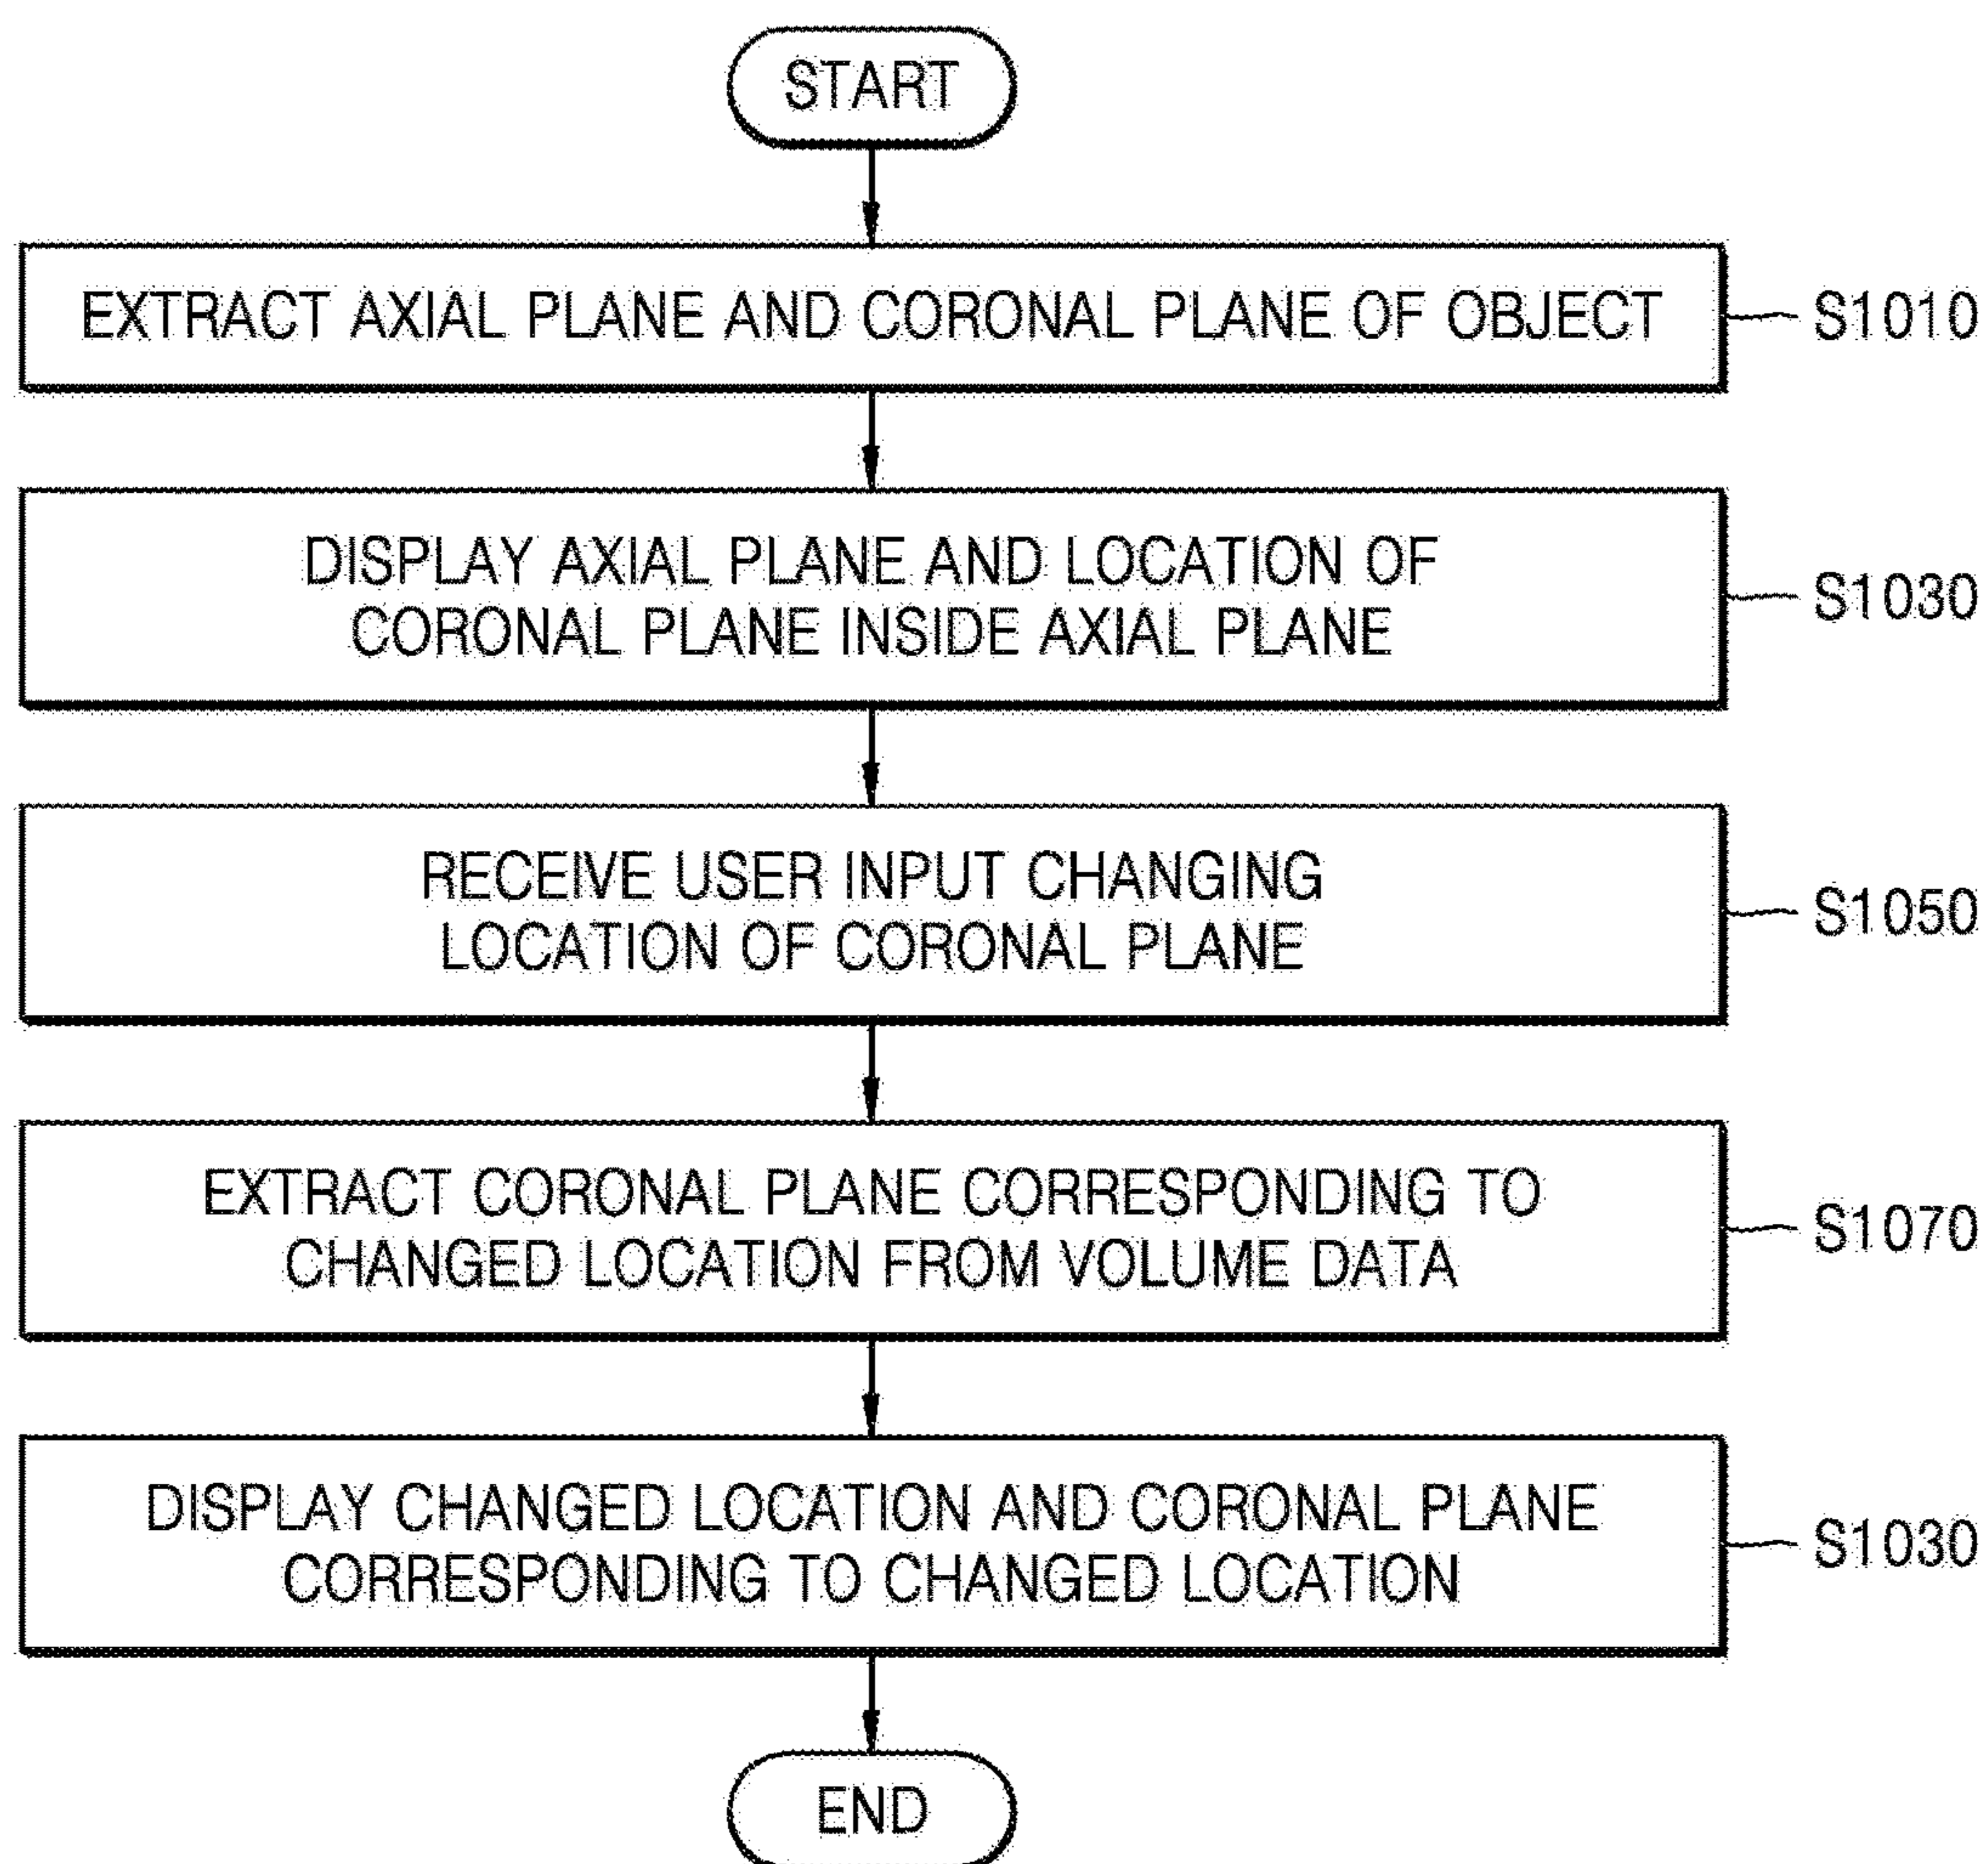 START
EXTRACT AXIAL PLANE AND CORONAL PLANE OF OBJECT
S1010
DISPLAY AXIAL PLANE AND LOCATION OF
CORONAL PLANE INSIDE AXIAL PLANE
S1030
RECEIVE USER INPUT CHANGING
LOCATION OF CORONAL PLANE
S1050
EXTRACT CORONAL PLANE CORRESPONDING TO
CHANGED LOCATION FROM VOLUME DATA
S1070
DISPLAY CHANGED LOCATION AND CORONAL PLANE
CORRESPONDING TO CHANGED LOCATION
S1030
END